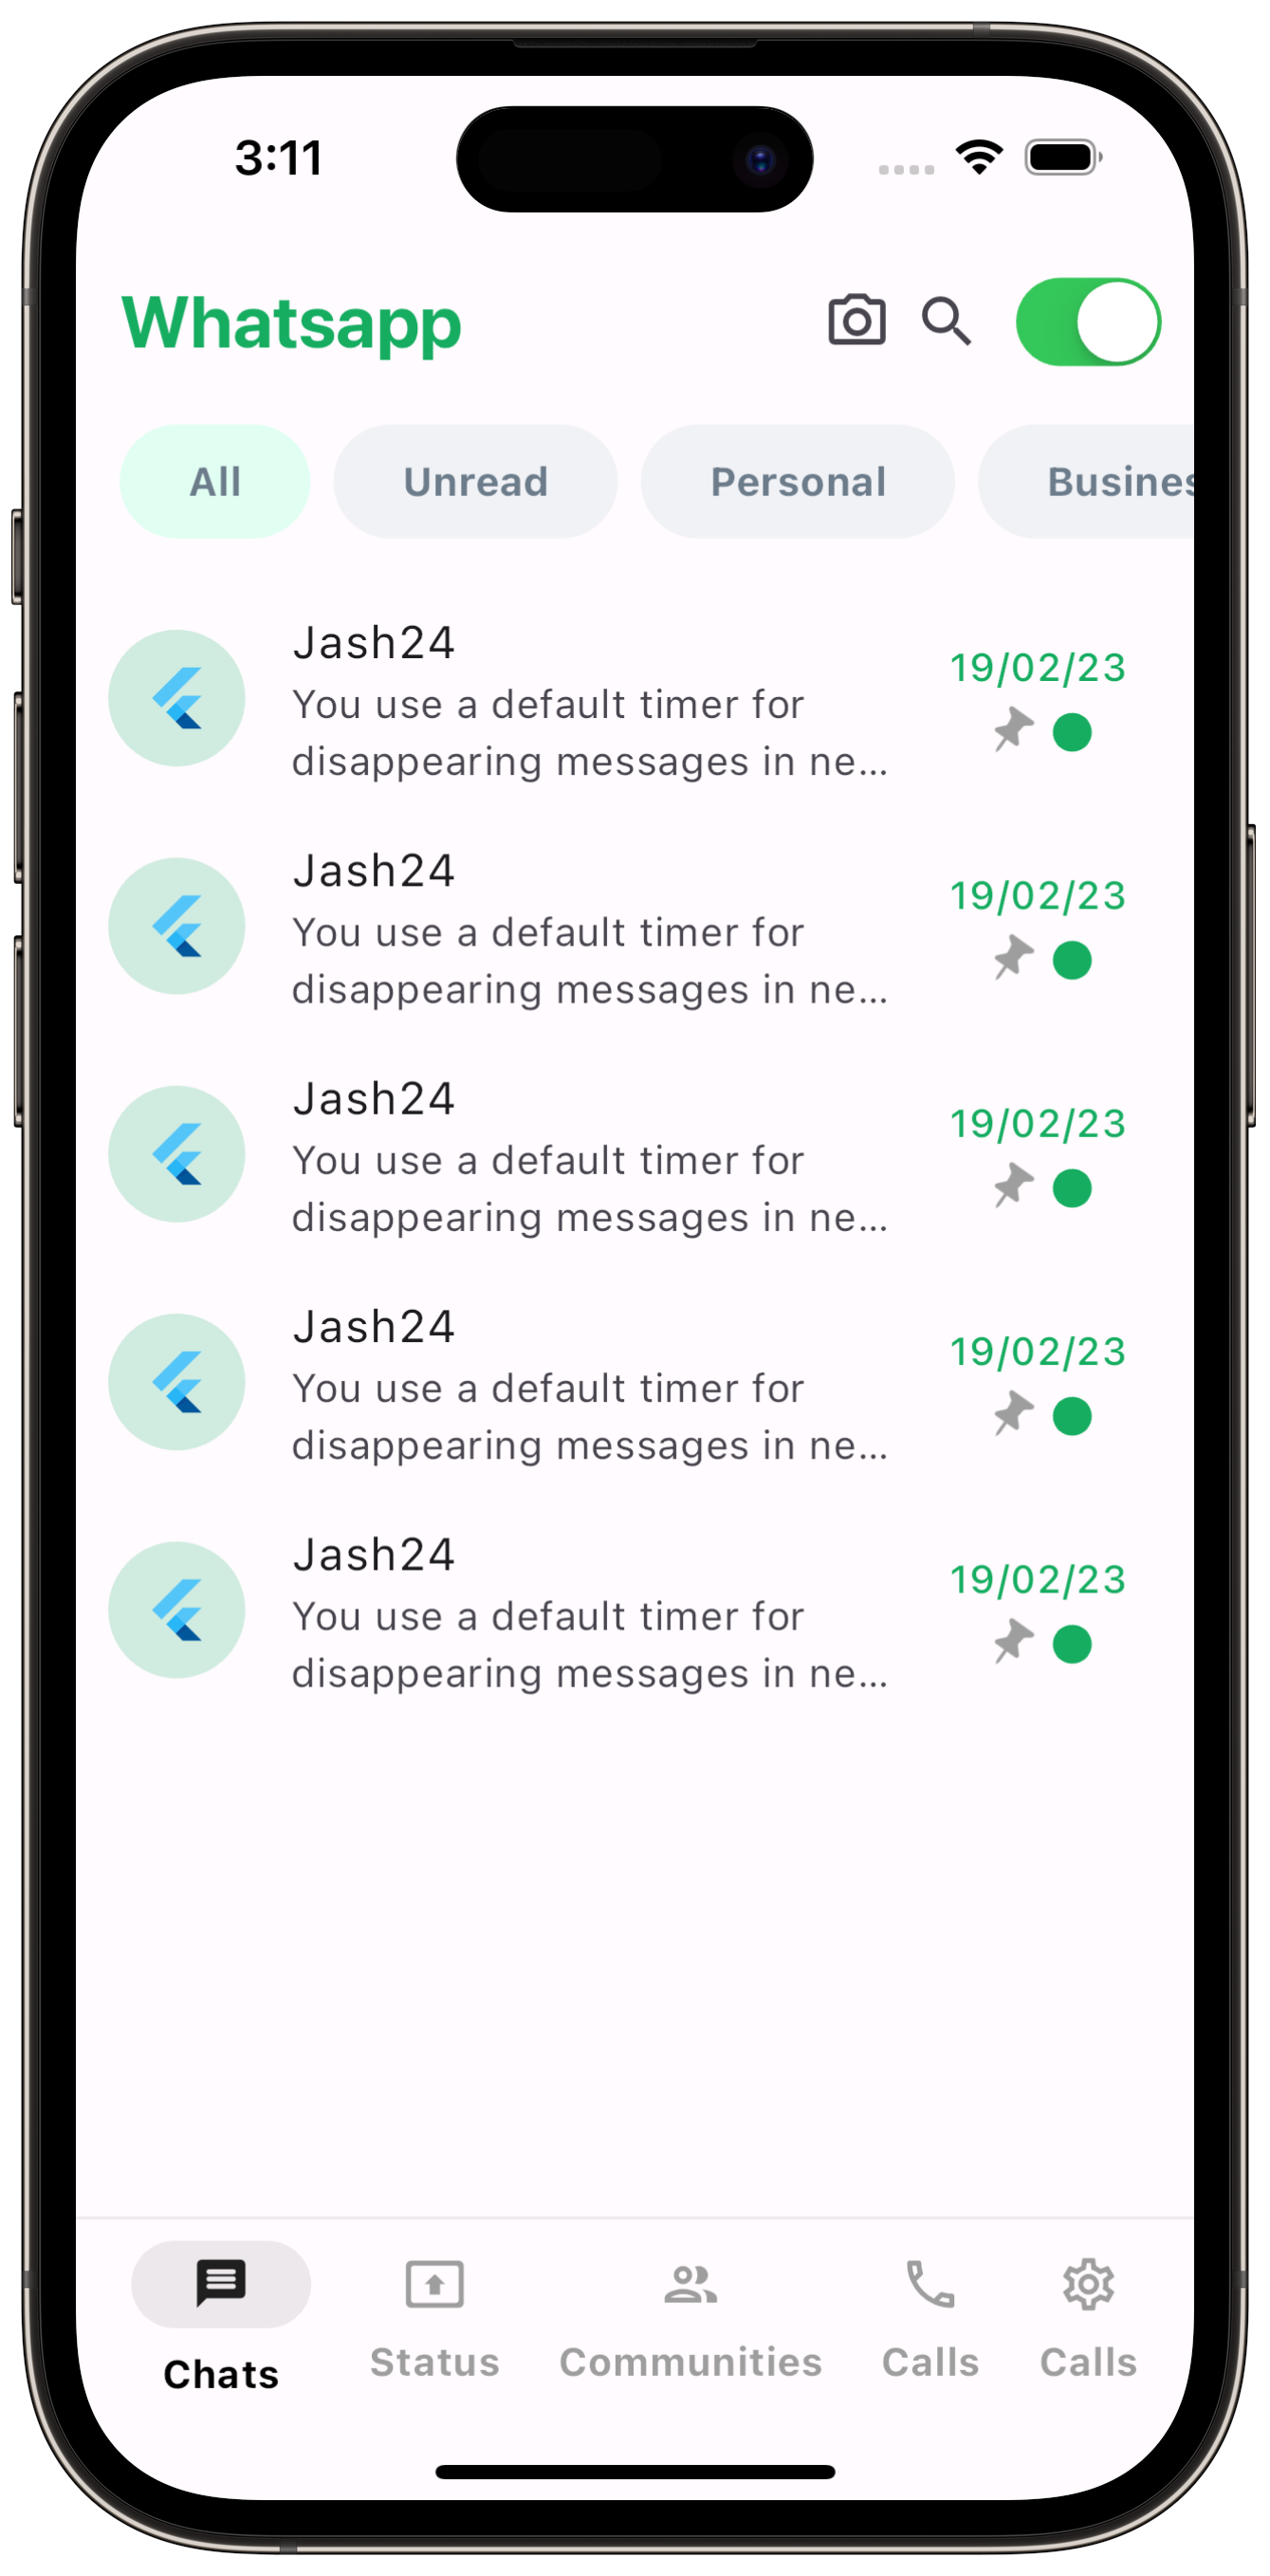 3:11
Whatsapp
All Unread Personal Busines
Jash24
19/02/23
You use a default timer for
disappearing messages in ne...
Jash24
19/02/23
You use a default timer for
disappearing messages in ne...
Jash24
19/02/23
You use a default timer for
disappearing messages in ne...
Jash24
19/02/23
You use a default timer for
disappearing messages in ne...
Jash24
19/02/23
You use a default timer for
disappearing messages in ne...
Chats Status Communities Calls Calls